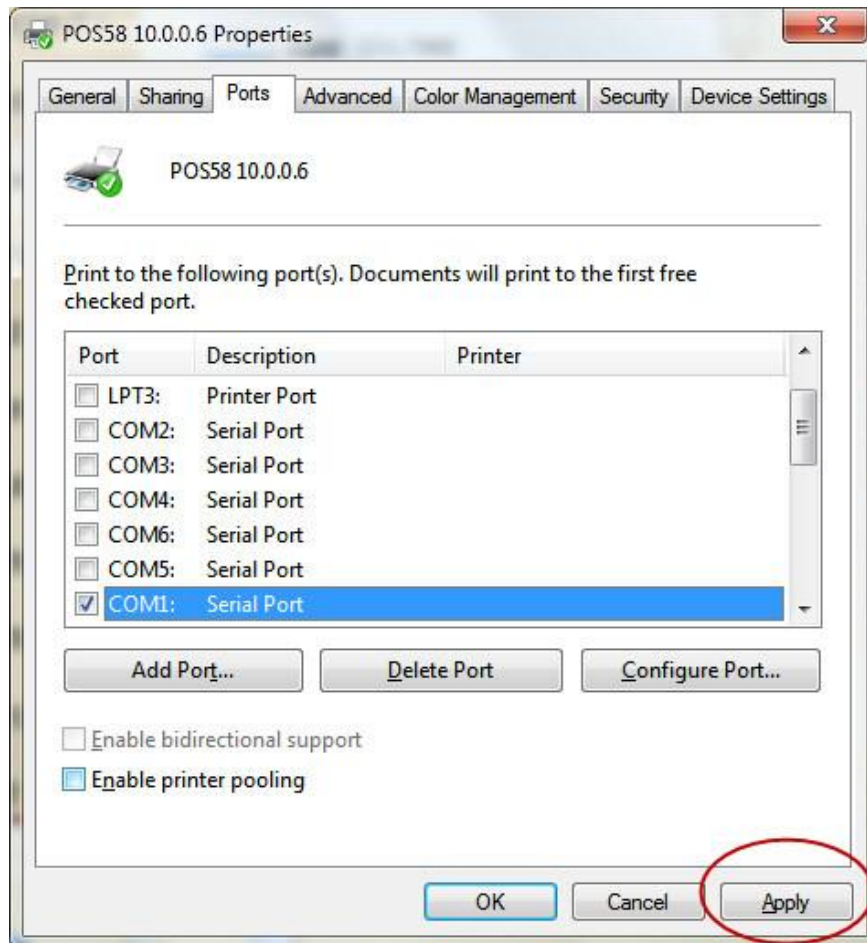 POS58 10.0.0.6 Properties
General Sharing Ports Advanced Color Management Security Device Settings
POS58 10.0.0.6
Print to the following port(s). Documents will print to the first free
checked port.
Port Description Printer
LPT3: Printer Port
COM2: Serial Port
COM3: Serial Port
COM4: Serial Port
COM6: Serial Port
COM5: Serial Port
COM1: Serial Port
Add Port... Delete Port Configure Port...
Enable bidirectional support
Enable printer pooling
OK Cancel Apply